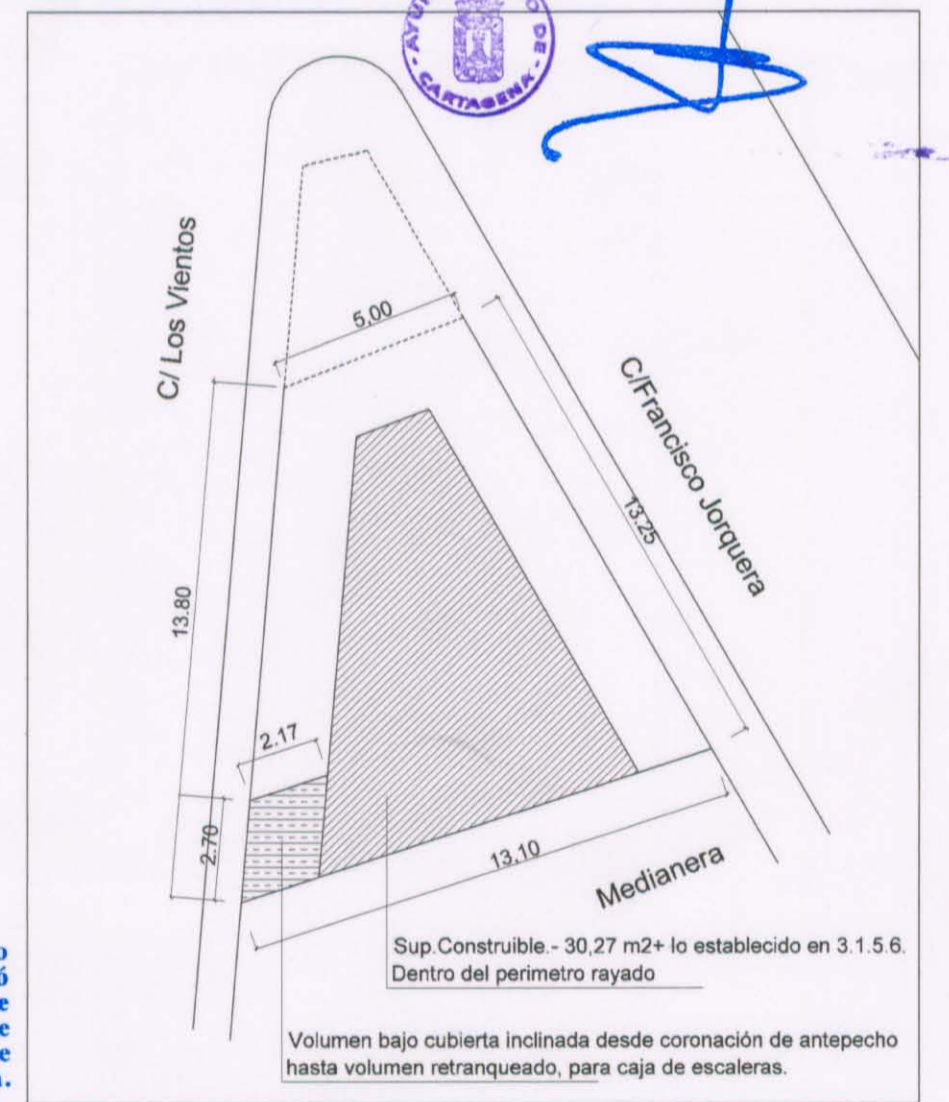 CARTAGENA
C/ Los Vientos
5,00
C/Francisco Jorquera
13.25
13.80
2.17
2.70
13,10
Medianera
Sup.Construible.- 30,27 m2+ lo establecido en 3.1.5.6.
Dentro del perimetro rayado
Volumen bajo cubierta inclinada desde coronación de antepecho
hasta volumen retranqueado, para caja de escaleras.